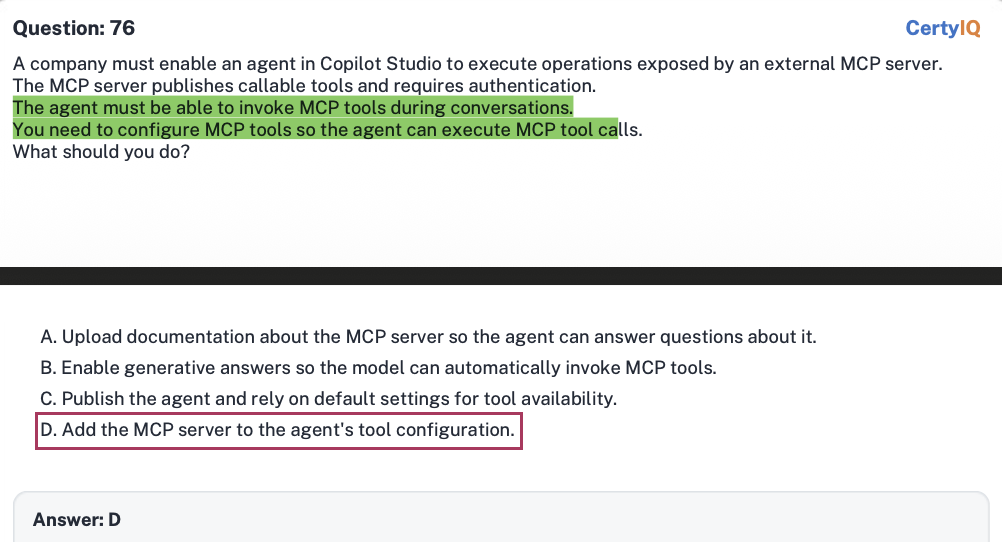 Question: 76
CertyIQ
A company must enable an agent in Copilot Studio to execute operations exposed by an external MCP server.
The MCP server publishes callable tools and requires authentication.
The agent must be able to invoke MCP tools during conversations.
You need to configure MCP tools so the agent can execute MCP tool calls.
What should you do?
A. Upload documentation about the MCP server so the agent can answer questions about it.
B. Enable generative answers so the model can automatically invoke MCP tools.
C. Publish the agent and rely on default settings for tool availability.
D. Add the MCP server to the agent's tool configuration.
Answer: D